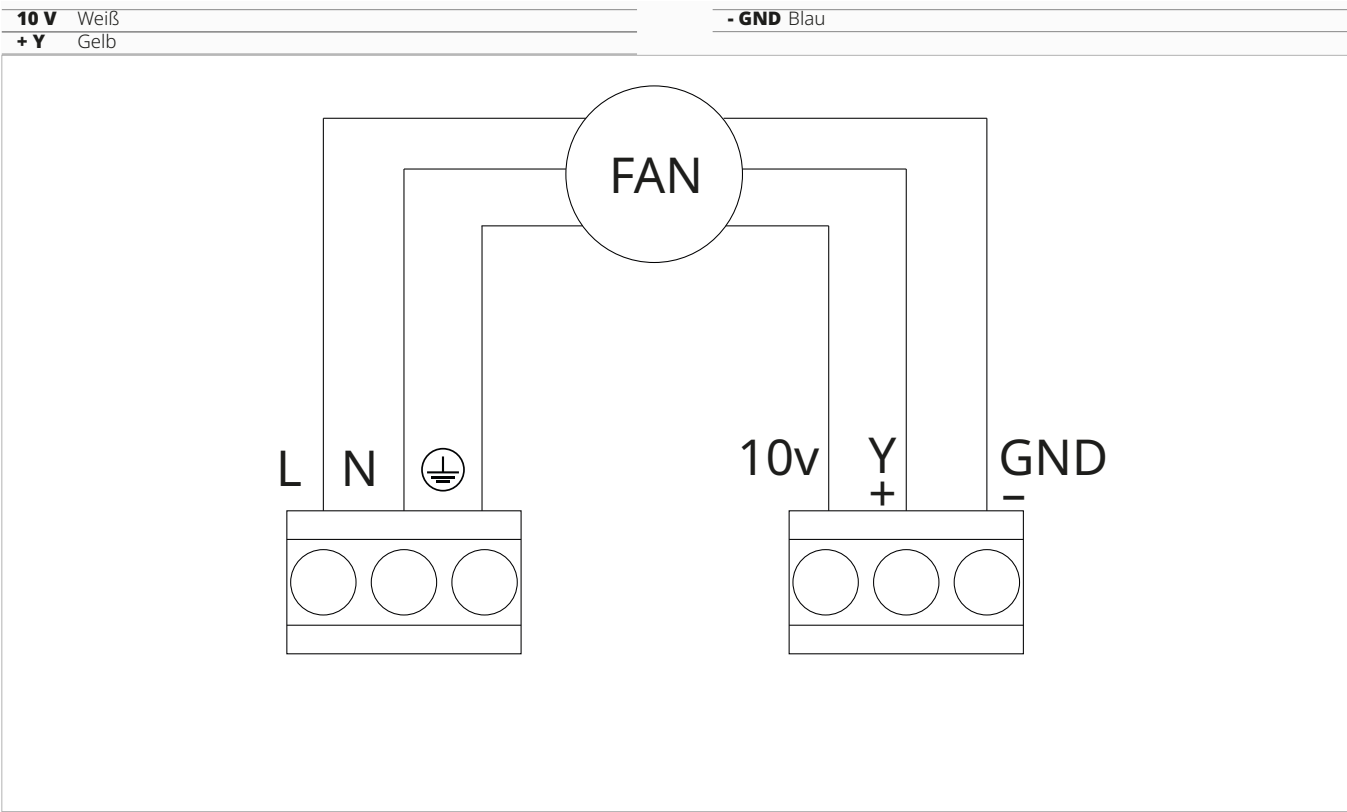 10 V Weiß
+ Y Gelb
- GND Blau
FAN
L N
10v Y GND
+ –